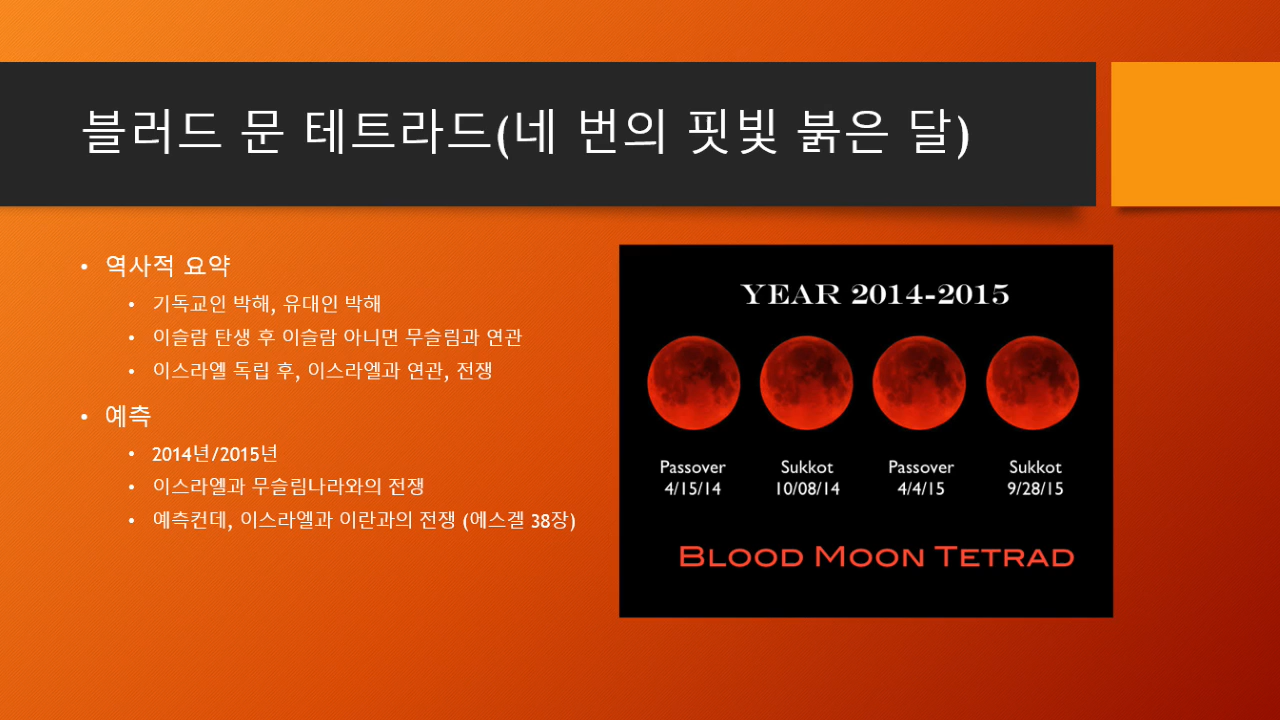 블러드 문 테트라드(네 번의 핏빛 붉은 달)
• 역사적 요약
• 기독교인 박해, 유대인 박해
• 이슬람 탄생 후 이슬람 아니면 무슬림과 연관
• 이스라엘 독립 후, 이스라엘과 연관, 전쟁
• 예측
• 2014년/2015년
• 이스라엘과 무슬림나라와의 전쟁
• 예측컨데, 이스라엘과 이란과의 전쟁 (에스겔 38장)
YEAR 2014-2015
Passover Sukkot Passover Sukkot
4/15/14 10/08/14 4/4/15 9/28/15
BLOOD MOON TETRAD